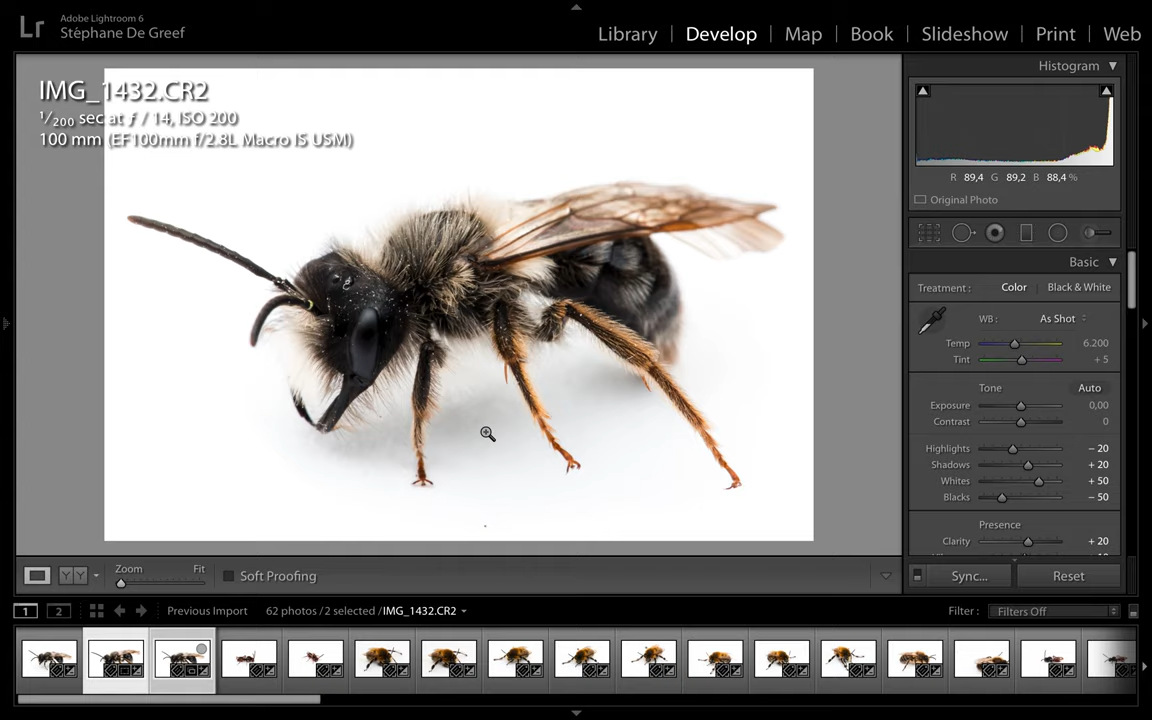 Lr
Adobe Lightroom 6
Stéphane De Greef
Library | Develop | Map | Book | Slideshow | Print | Web
IMG_1432.CR2
1/200 sec at ƒ / 14, ISO 200
100 mm (EF100mm f/2.8L Macro IS USM)
Histogram
R 89,4 G 89,2 B 88,4 %
Original Photo
Basic
Treatment : Color Black & White
WB : As Shot
Temp 6.200
Tint + 5
Tone Auto
Exposure 0,00
Contrast 0
Highlights − 20
Shadows + 20
Whites + 50
Blacks − 50
Presence
Clarity + 20
Sync... Reset
YY Zoom Fit Soft Proofing
1 2 Previous Import 62 photos / 2 selected / IMG_1432.CR2 Filter : Filters Off